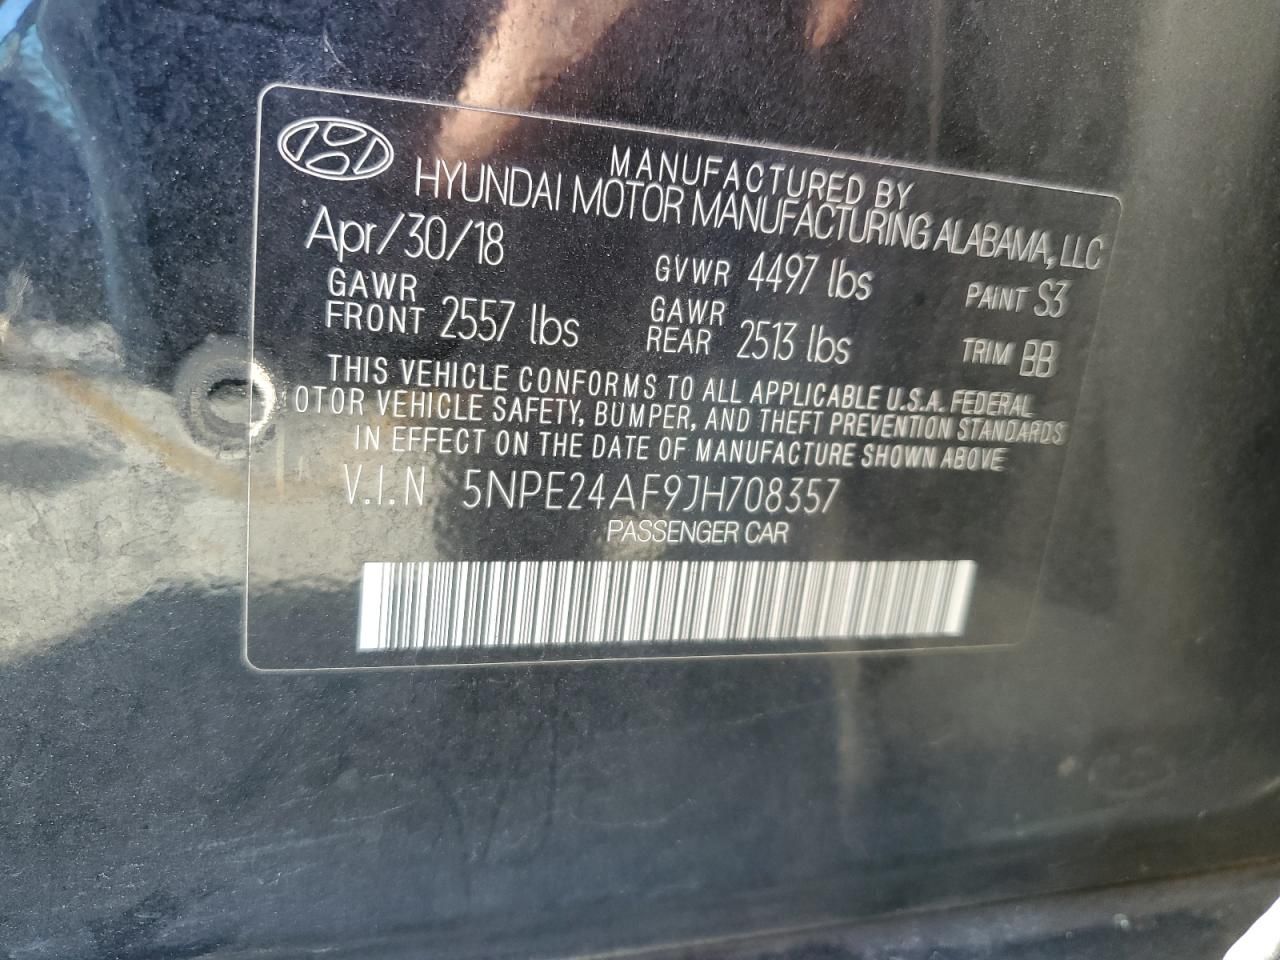 MANUFACTURED BY
HYUNDAI MOTOR MANUFACTURING ALABAMA, LLC
Apr/30/18
GAWR FRONT 2557 lbs
GVWR 4497 lbs
GAWR REAR 2513 lbs
PAINT S3
TRIM BB
THIS VEHICLE CONFORMS TO ALL APPLICABLE U.S.A. FEDERAL
OTOR VEHICLE SAFETY, BUMPER, AND THEFT PREVENTION STANDARDS
IN EFFECT ON THE DATE OF MANUFACTURE SHOWN ABOVE
V.I.N 5NPE24AF9JH708357
PASSENGER CAR